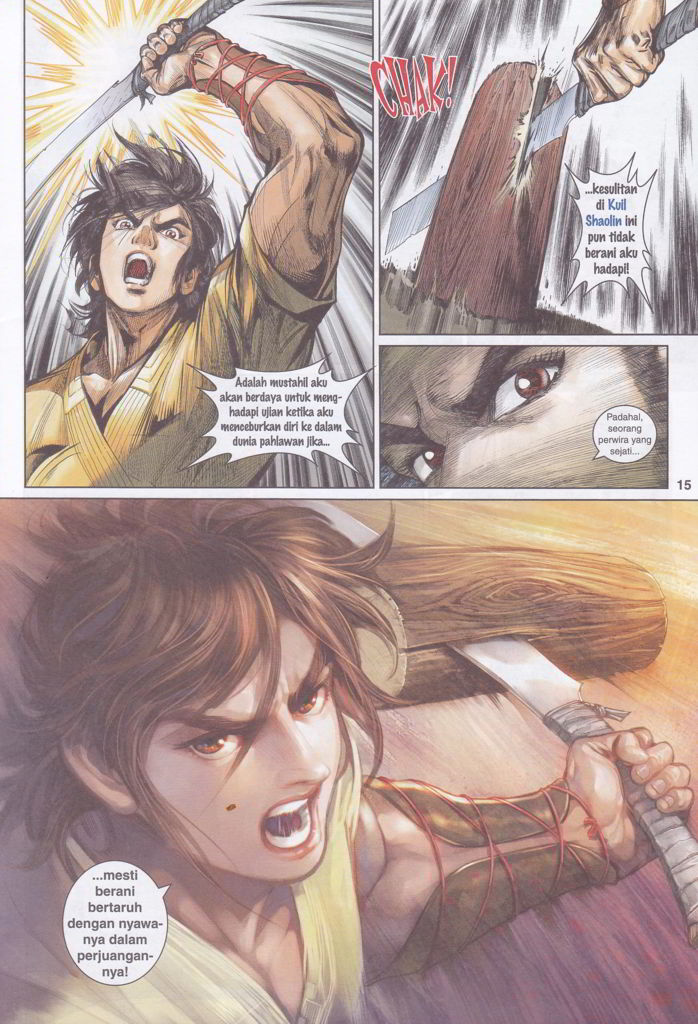 Adalah mustahil aku
akan berdaya untuk meng-
hadapi ujian ketika aku
menceburkan diri ke dalam
dunia pahlawan jika...
CHAK!
...kesulitan
di Kuil
Shaolin ini
pun tidak
berani aku
hadapi!
Padahal,
seorang
perwira yang
sejati...
15
...mesti
berani
bertaruh
dengan nyawa-
nya dalam
perjuangan-
nya!